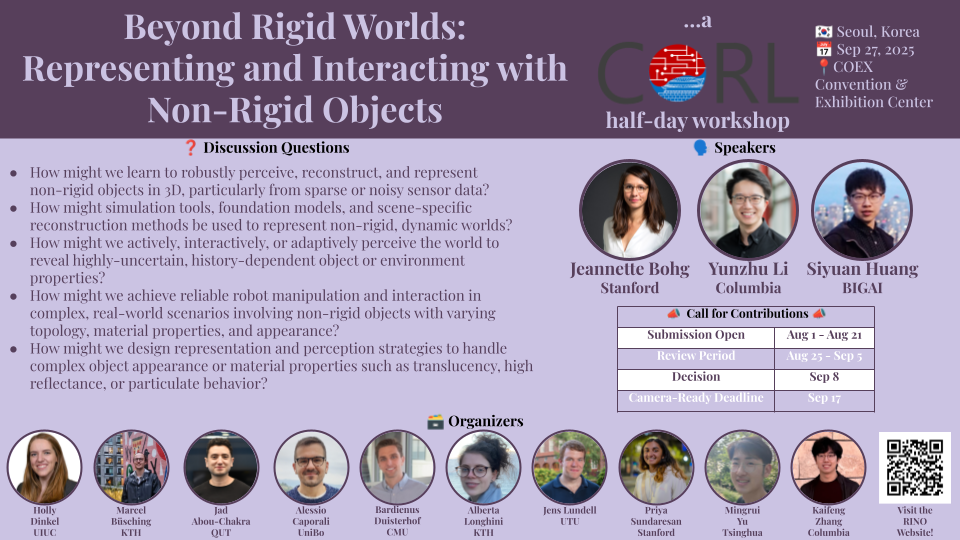 Beyond Rigid Worlds:
Representing and Interacting with
Non-Rigid Objects
...a
CORL
half-day workshop
Seoul, Korea
Sep 27, 2025
COEX
Convention &
Exhibition Center
❓ Discussion Questions
● How might we learn to robustly perceive, reconstruct, and represent
non-rigid objects in 3D, particularly from sparse or noisy sensor data?
● How might simulation tools, foundation models, and scene-specific
reconstruction methods be used to represent non-rigid, dynamic worlds?
● How might we actively, interactively, or adaptively perceive the world to
reveal highly-uncertain, history-dependent object or environment
properties?
● How might we achieve reliable robot manipulation and interaction in
complex, real-world scenarios involving non-rigid objects with varying
topology, material properties, and appearance?
● How might we design representation and perception strategies to handle
complex object appearance or material properties such as translucency, high
reflectance, or particulate behavior?
Speakers
Jeannette Bohg
Stanford
Yunzhu Li
Columbia
Siyuan Huang
BIGAI
Call for Contributions
Submission Open Aug 1 - Aug 21
Review Period Aug 25 - Sep 5
Decision Sep 8
Camera-Ready Deadline Sep 17
Organizers
Holly
Dinkel
UIUC
Marcel
Büsching
KTH
Jad
Abou-Chakra
QUT
Alessio
Caporali
UniBo
Bardienus
Duisterhof
CMU
Alberta
Longhini
KTH
Jens Lundell
UTU
Priya
Sundaresan
Stanford
Mingrui
Yu
Tsinghua
Kaifeng
Zhang
Columbia
Visit the
RINO
Website!